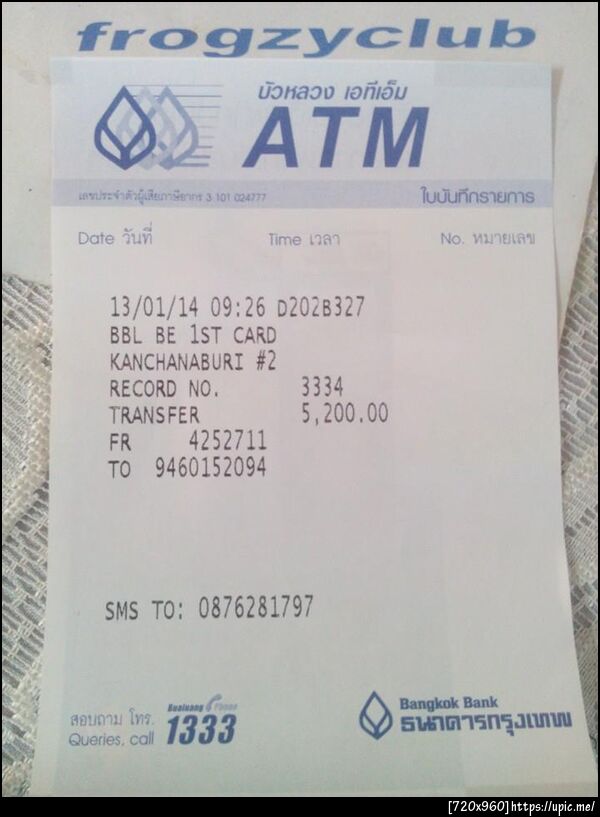 frogzyclub
บัวหลวง เอทีเอ็ม
ATM
เลขประจำตัวผู้เสียภาษีอากร 3 101 024777 ใบบันทึกรายการ
Date วันที่ Time เวลา No. หมายเลข
13/01/14 09:26 D202B327
BBL BE 1ST CARD
KANCHANABURI #2
RECORD NO. 3334
TRANSFER 5,200.00
FR 4252711
TO 9460152094
SMS TO: 0876281797
สอบถาม โทร.
Queries, call
Bualuang Phone
1333
Bangkok Bank
ธนาคารกรุงเทพ
[720x960]https://upic.me/